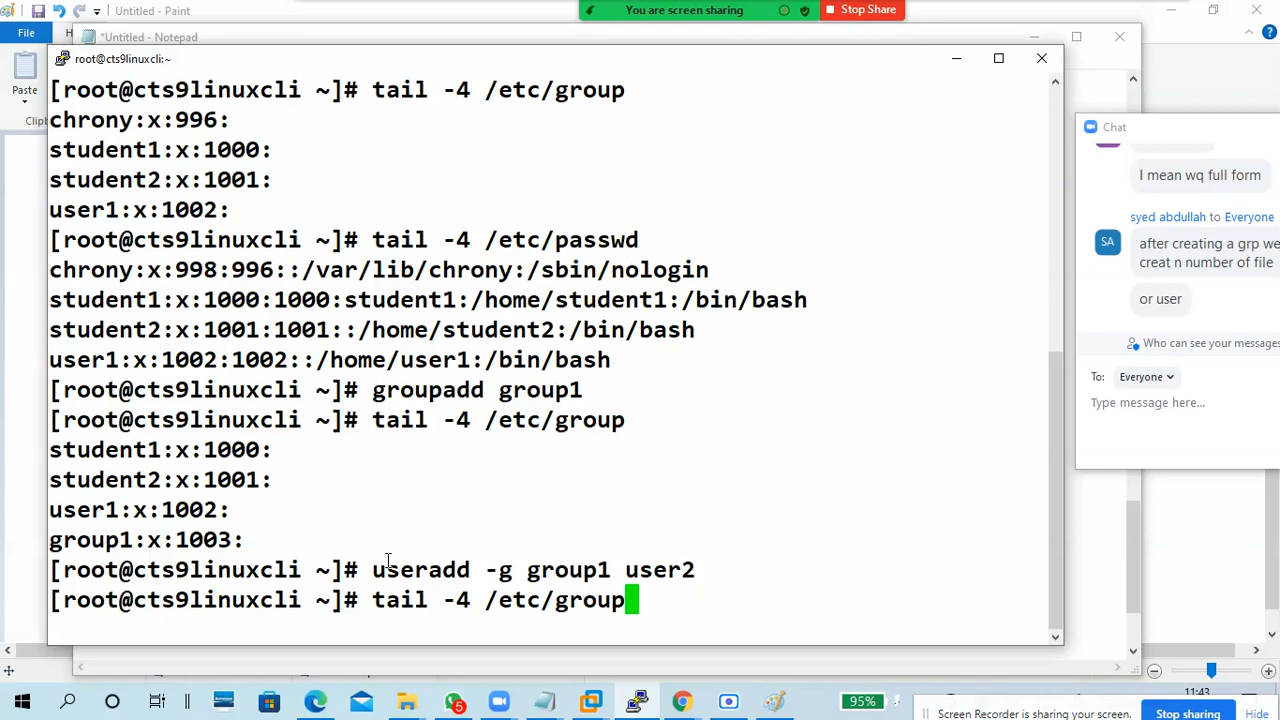 Untitled - Paint
You are screen sharing
Stop Share
File
H
*Untitled - Notepad
Paste
Clipb
root@cts9linuxcli:~
[root@cts9linuxcli ~]# tail -4 /etc/group
chrony:x:996:
student1:x:1000:
student2:x:1001:
user1:x:1002:
[root@cts9linuxcli ~]# tail -4 /etc/passwd
chrony:x:998:996::/var/lib/chrony:/sbin/nologin
student1:x:1000:1000:student1:/home/student1:/bin/bash
student2:x:1001:1001::/home/student2:/bin/bash
user1:x:1002:1002::/home/user1:/bin/bash
[root@cts9linuxcli ~]# groupadd group1
[root@cts9linuxcli ~]# tail -4 /etc/group
student1:x:1000:
student2:x:1001:
user1:x:1002:
group1:x:1003:
[root@cts9linuxcli ~]# useradd -g group1 user2
[root@cts9linuxcli ~]# tail -4 /etc/group
Chat
I mean wq full form
syed abdullah to Everyone
SA
after creating a grp we
creat n number of file
or user
Who can see your messages
To: Everyone
Type message here...
5
95%
11:43
Screen Recorder is sharing your screen.
Stop sharing
Hide